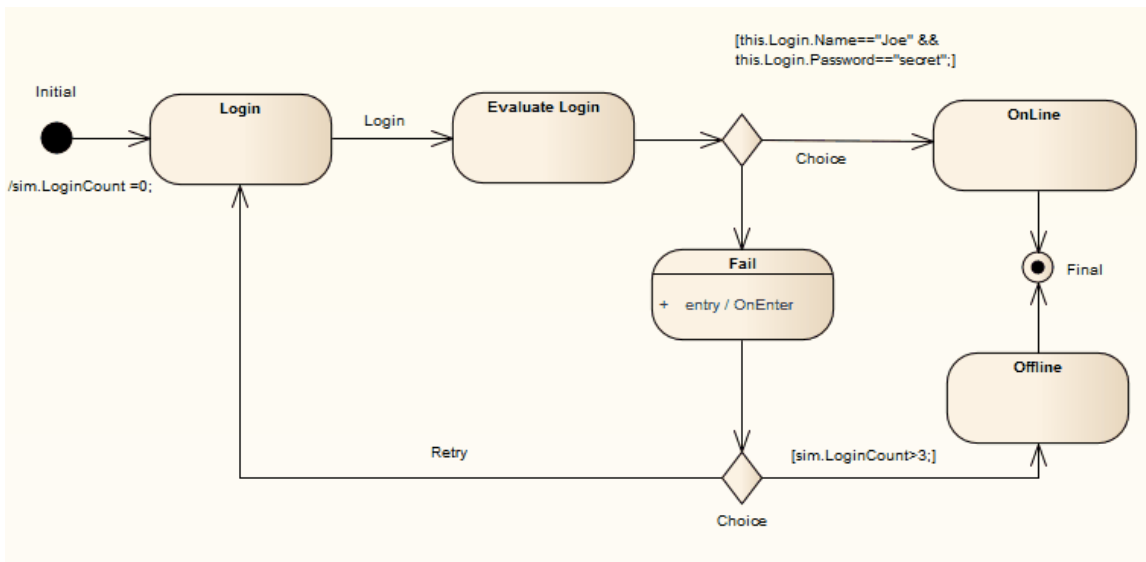 [this.Login.Name=="Joe" &&
this.Login.Password=="secret";]
Initial
Login
Login
Evaluate Login
OnLine
Choice
/sim.LoginCount =0;
Fail
+ entry / OnEnter
Final
Offline
Retry
[sim.LoginCount>3;]
Choice